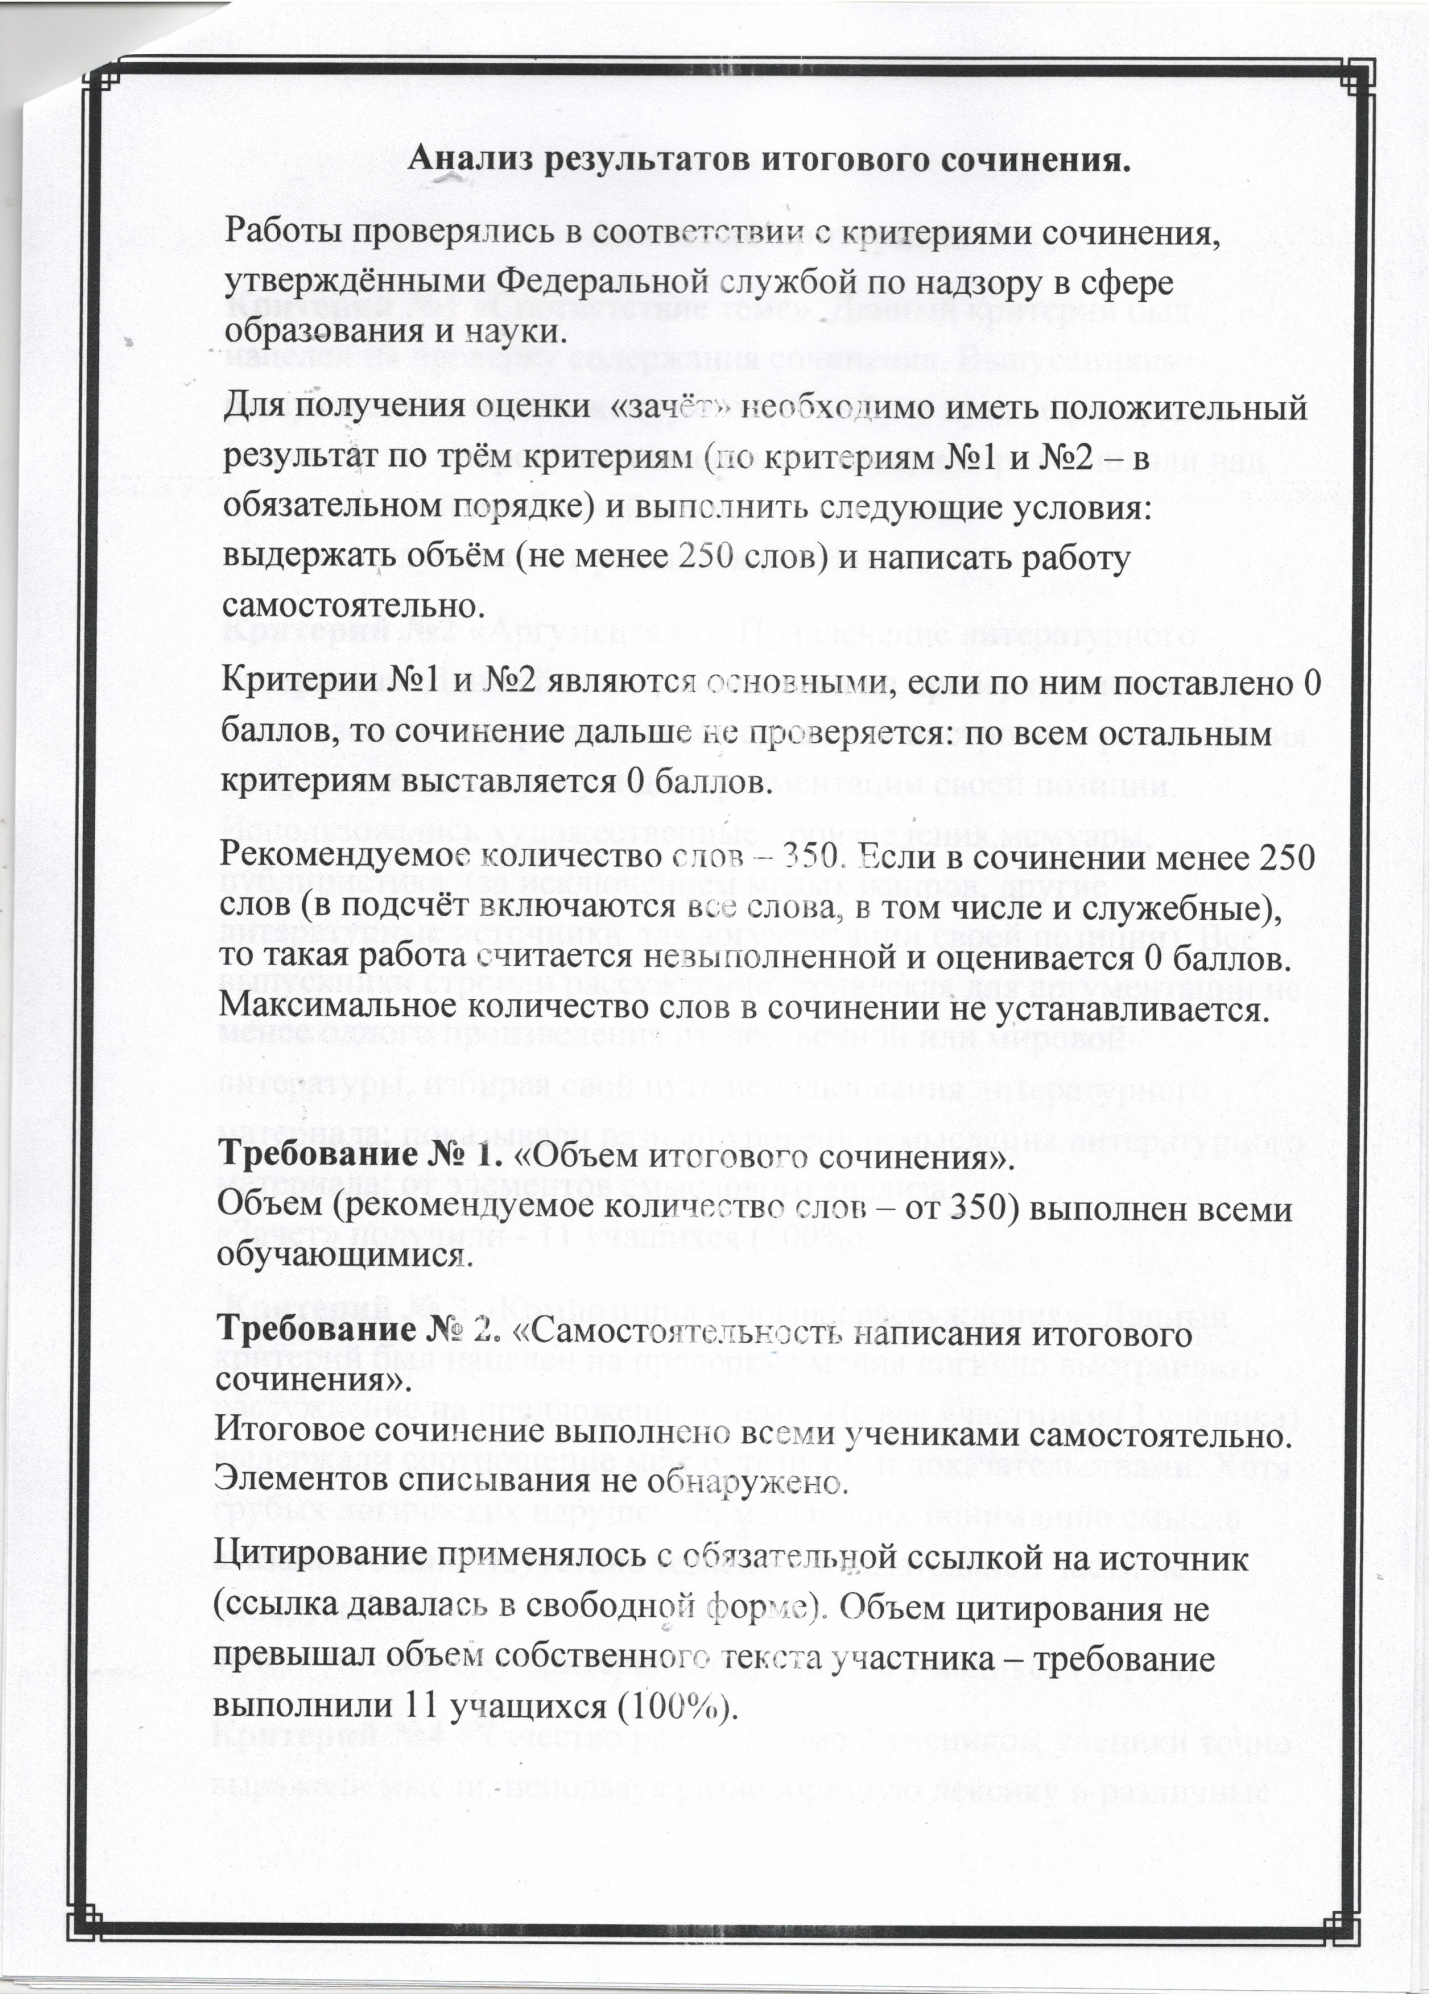 Анализ результатов итогового сочинения.
Работы проверялись в соответствии с критериями сочинения,
утверждёнными Федеральной службой по надзору в сфере
образования и науки.
Для получения оценки «зачёт» необходимо иметь положительный
результат по трём критериям (по критериям №1 и №2 – в
обязательном порядке) и выполнить следующие условия:
выдержать объём (не менее 250 слов) и написать работу
самостоятельно.
Критерии №1 и №2 являются основными, если по ним поставлено 0
баллов, то сочинение дальше не проверяется: по всем остальным
критериям выставляется 0 баллов.
Рекомендуемое количество слов – 350. Если в сочинении менее 250
слов (в подсчёт включаются все слова, в том числе и служебные),
то такая работа считается невыполненной и оценивается 0 баллов.
Максимальное количество слов в сочинении не устанавливается.
Требование № 1. «Объем итогового сочинения».
Объем (рекомендуемое количество слов – от 350) выполнен всеми
обучающимися.
Требование № 2. «Самостоятельность написания итогового
сочинения».
Итоговое сочинение выполнено всеми учениками самостоятельно.
Элементов списывания не обнаружено.
Цитирование применялось с обязательной ссылкой на источник
(ссылка давалась в свободной форме). Объем цитирования не
превышал объем собственного текста участника – требование
выполнили 11 учащихся (100%).